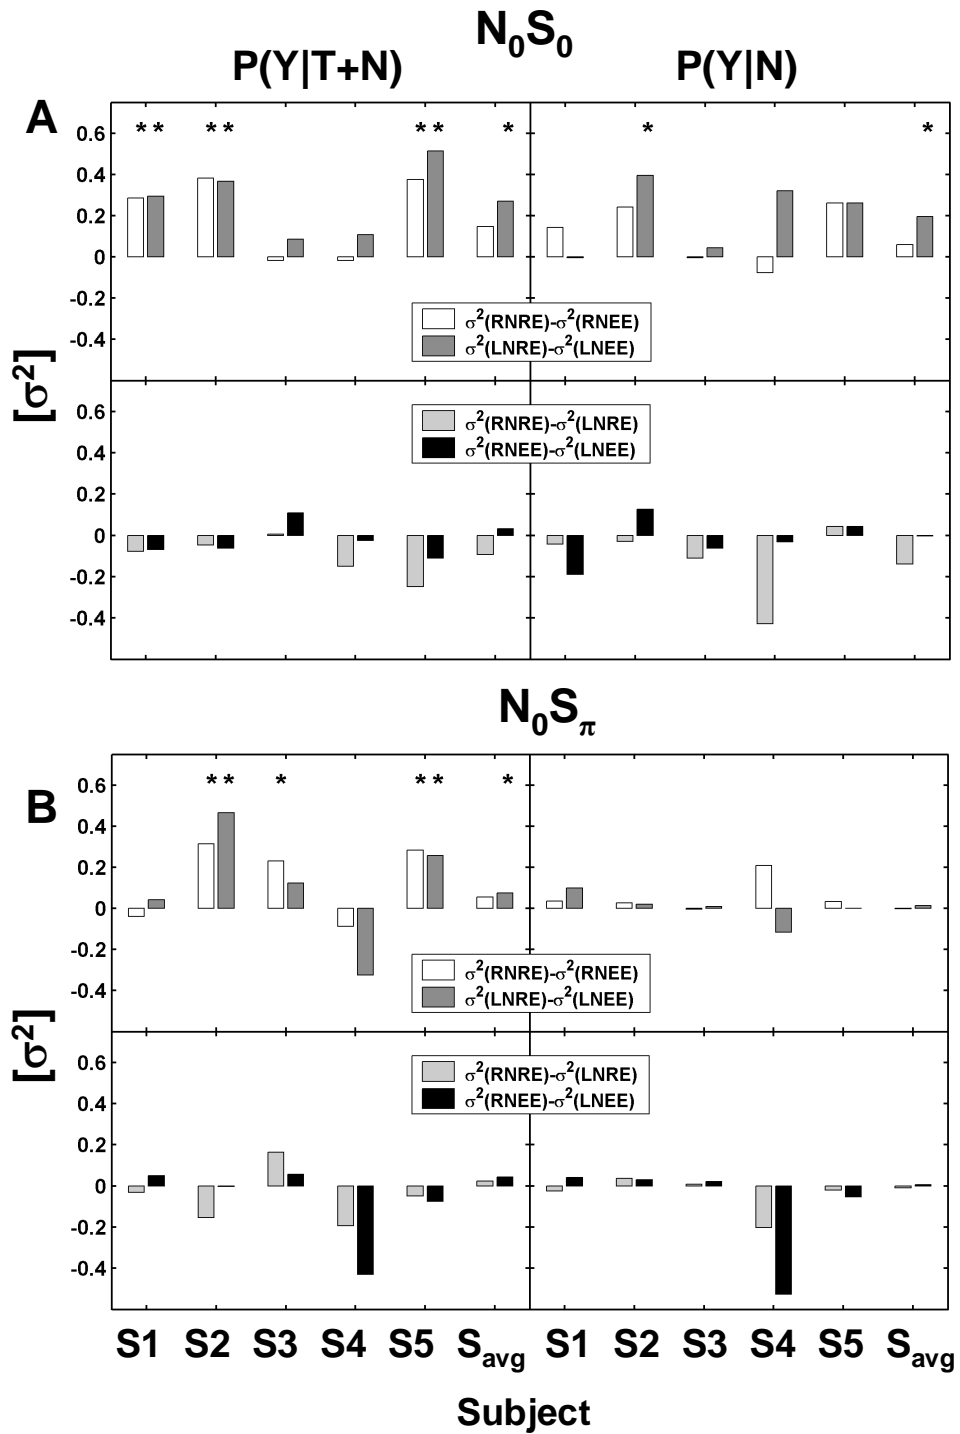 N₀S₀
P(Y|T+N) P(Y|N)
A
* * * * * * * * *
0.6
0.4
0.2
0
-0.2
-0.4
σ²(RNRE)-σ²(RNEE)
σ²(LNRE)-σ²(LNEE)
[σ²]
0.6
0.4
0.2
0
-0.2
-0.4
σ²(RNRE)-σ²(LNRE)
σ²(RNEE)-σ²(LNEE)
N₀Sπ
B
* * * * * *
0.6
0.4
0.2
0
-0.2
-0.4
σ²(RNRE)-σ²(RNEE)
σ²(LNRE)-σ²(LNEE)
[σ²]
0.6
0.4
0.2
0
-0.2
-0.4
σ²(RNRE)-σ²(LNRE)
σ²(RNEE)-σ²(LNEE)
S1 S2 S3 S4 S5 Savg S1 S2 S3 S4 S5 Savg
Subject